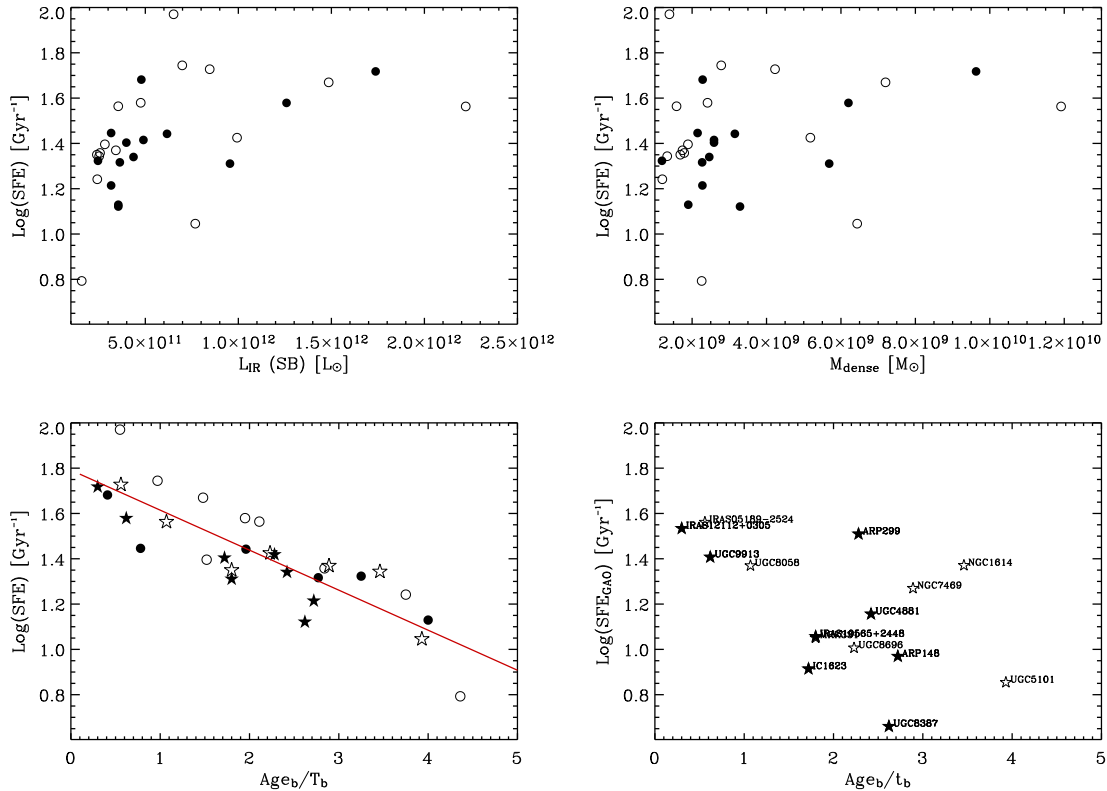 2.0
1.8
1.6
1.4
1.2
1.0
0.8
Log(SFE) [Gyr⁻¹]
5.0×10¹¹ 1.0×10¹² 1.5×10¹² 2.0×10¹² 2.5×10¹²
L_IR (SB) [L⊙]
2.0
1.8
1.6
1.4
1.2
1.0
0.8
Log(SFE) [Gyr⁻¹]
2.0×10⁹ 4.0×10⁹ 6.0×10⁹ 8.0×10⁹ 1.0×10¹⁰ 1.2×10¹⁰
M_dense [M⊙]
2.0
1.8
1.6
1.4
1.2
1.0
0.8
Log(SFE) [Gyr⁻¹]
0 1 2 3 4 5
Age_b/T_b
2.0
1.8
1.6
1.4
1.2
1.0
0.8
Log(SFE_GAO) [Gyr⁻¹]
IRAS05189-2524
IRAS12112+0305
ARP299
UGC9913
UGC8058
NGC1614
NGC7469
UGC4881
IRAS10565+2448
UGC8696
ARP148
IC1623
UGC5101
UGC8387
0 1 2 3 4 5
Age_b/t_b